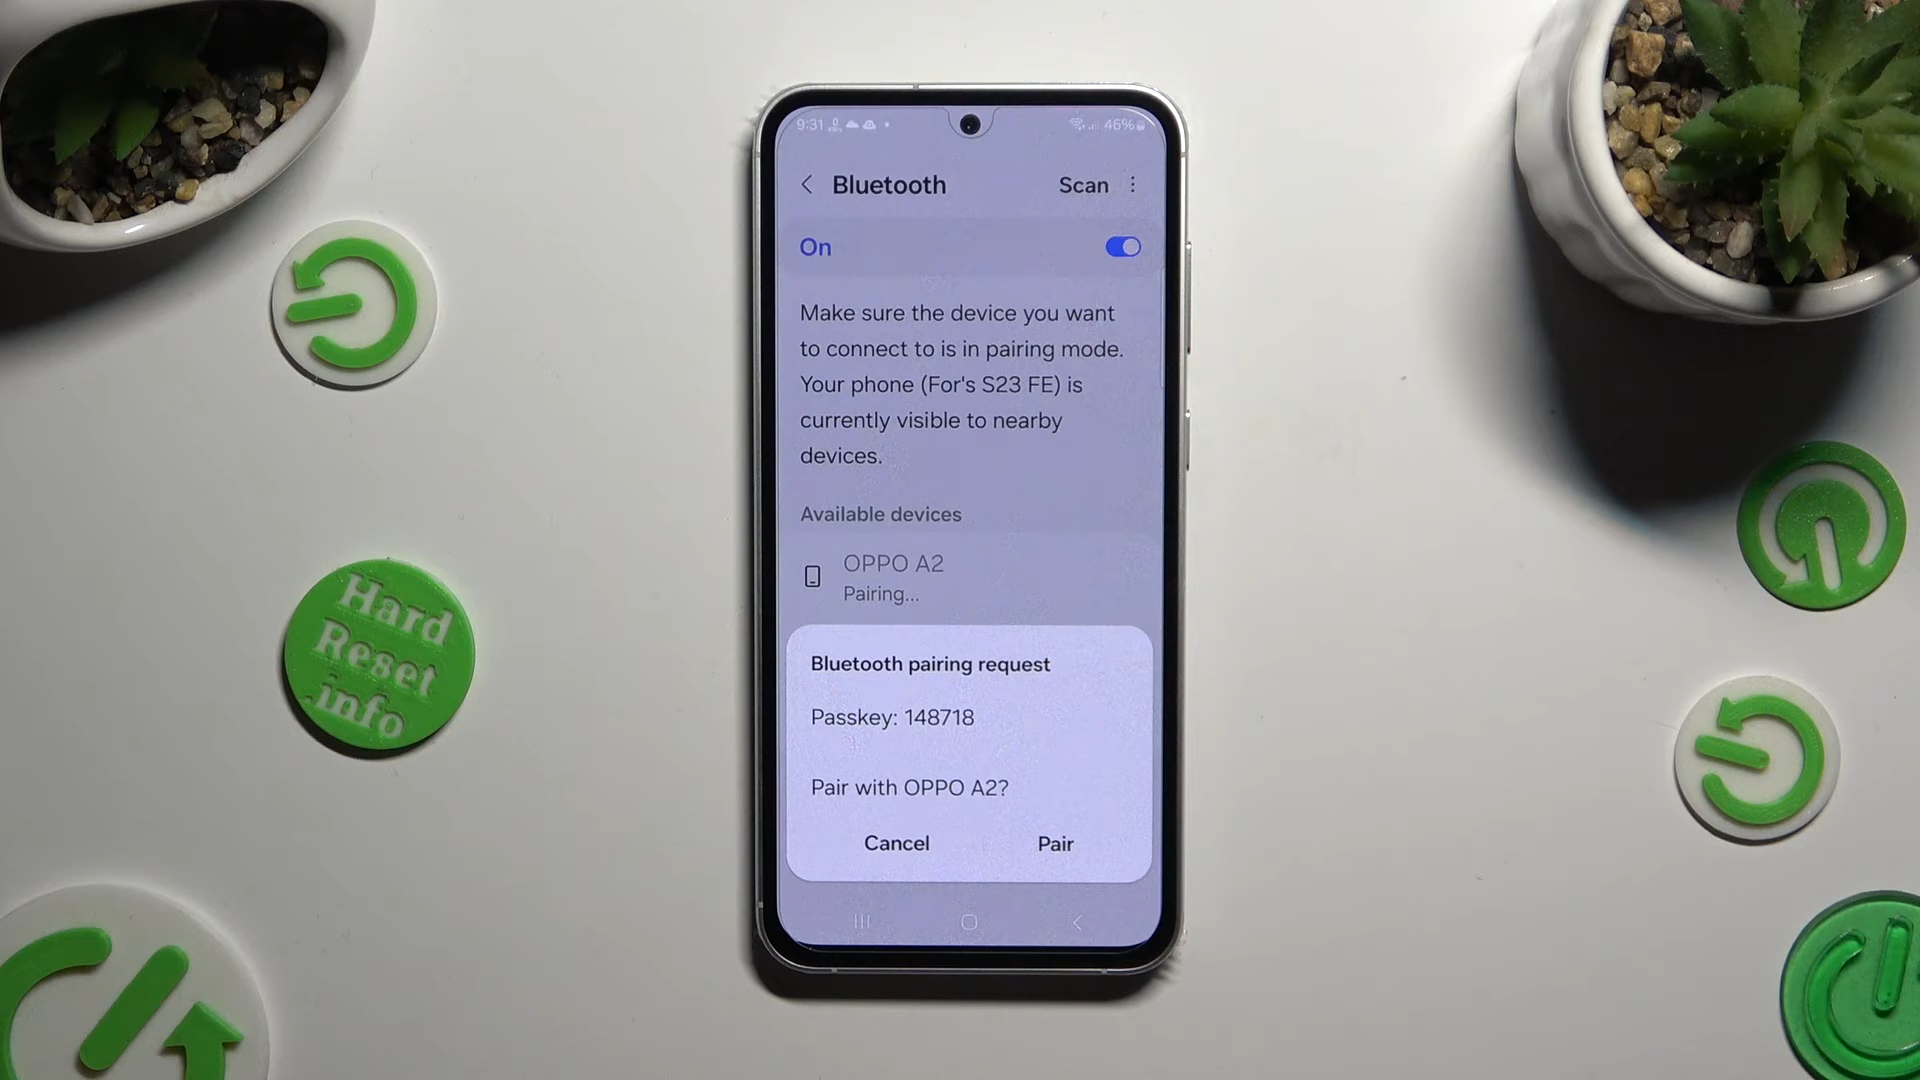 9:31
46%
Bluetooth
Scan
On
Make sure the device you want
to connect to is in pairing mode.
Your phone (For's S23 FE) is
currently visible to nearby
devices.
Available devices
OPPO A2
Pairing...
Bluetooth pairing request
Passkey: 148718
Pair with OPPO A2?
Cancel
Pair
Hard
Reset
.info